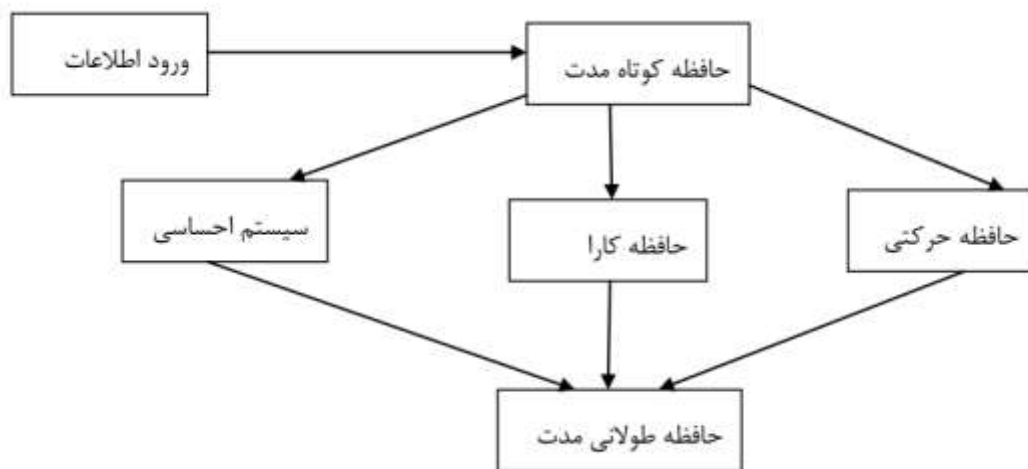 ورود اطلاعات
حافظه کوتاه مدت
حافظه حرکتی
حافظه کارا
سیستم احساسی
حافظه طولانی مدت